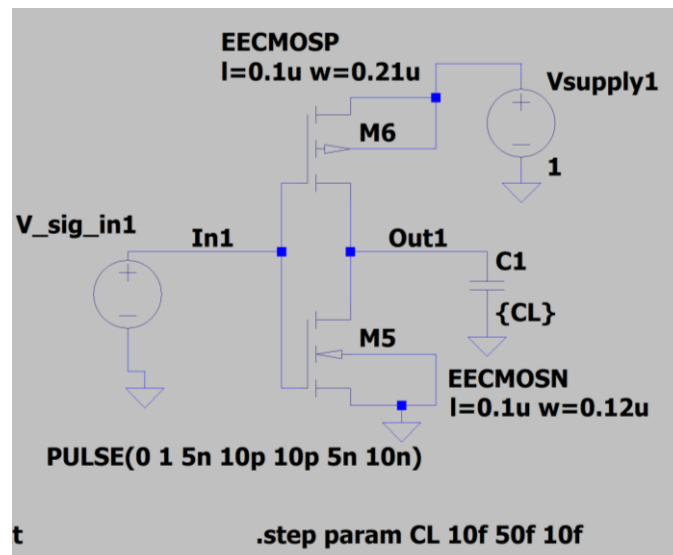 EECMOSP
l=0.1u w=0.21u
Vsupply1
M6
1
V_sig_in1
In1
Out1
C1
{CL}
M5
EECMOSN
l=0.1u w=0.12u
PULSE(0 1 5n 10p 10p 5n 10n)
t
.step param CL 10f 50f 10f